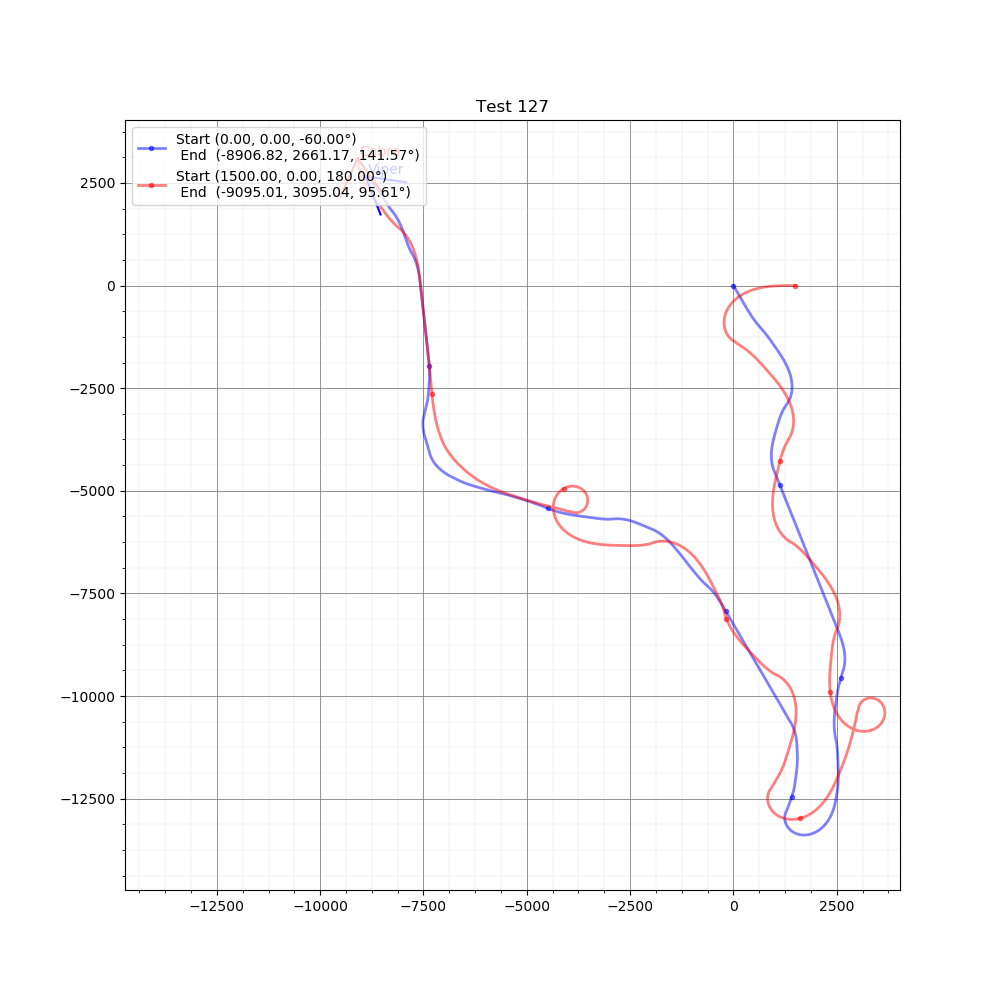 Test 127
Start (0.00, 0.00, -60.00°)
End (-8906.82, 2661.17, 141.57°)
Start (1500.00, 0.00, 180.00°)
End (-9095.01, 3095.04, 95.61°)
Viper
2500
0
−2500
−5000
−7500
−10000
−12500
−12500 −10000 −7500 −5000 −2500 0 2500